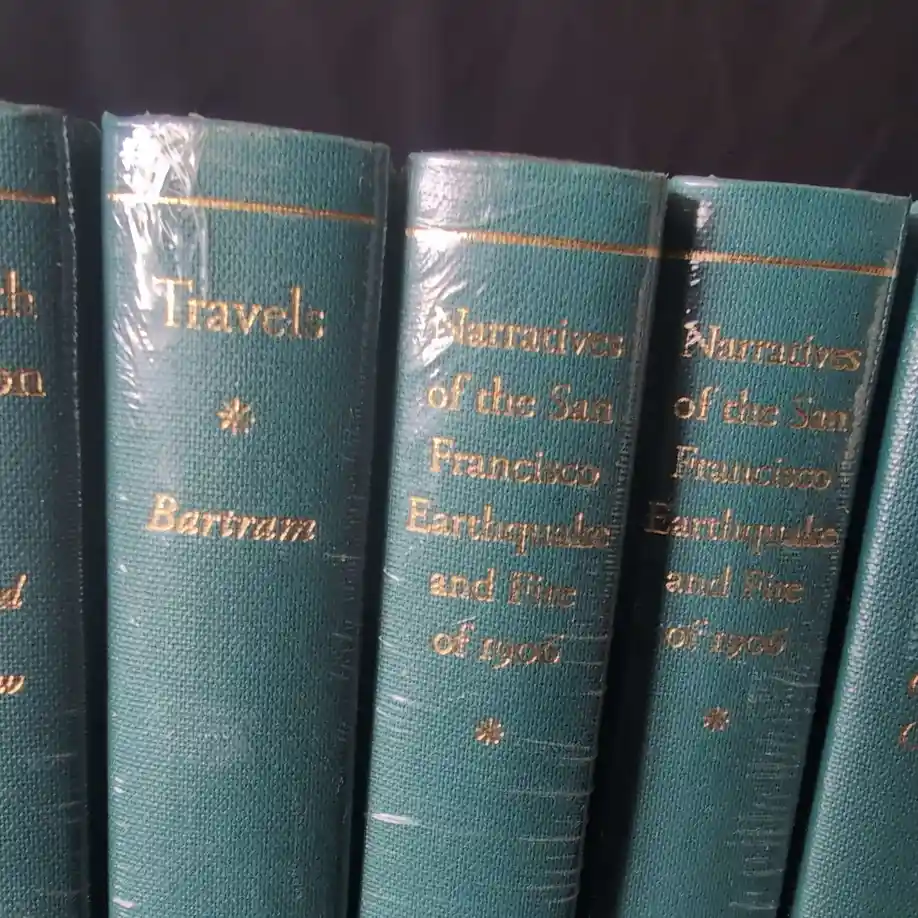 Travels
*
Bartram
Narratives
of the San
Francisco
Earthquake
and Fire
of 1906
*
Narratives
of the San
Francisco
Earthquake
and Fire
of 1906
*